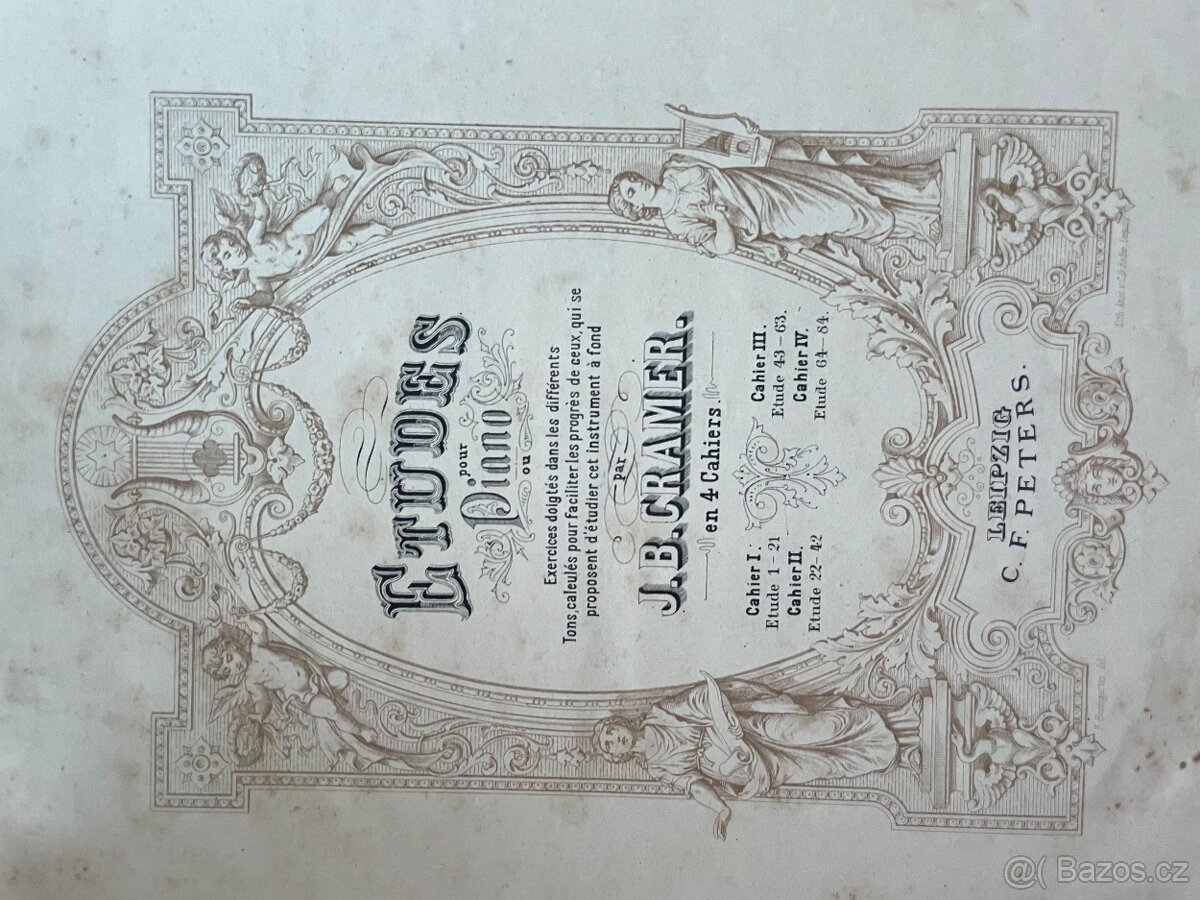 ETUDES
pour
Piano
ou
Exercices doigtés dans les différents
Tons, calculés pour faciliter les progrès de ceux, qui se
proposent d'étudier cet instrument à fond
par
J.B. CRAMER.
en 4 Cahiers.
Cahier I.
Etude 1-21
Cahier II.
Etude 22-42
Cahier III.
Etude 43-63.
Cahier IV.
Etude 64-84.
LEIPZIG
C. F. PETERS.
@( Bazos.cz